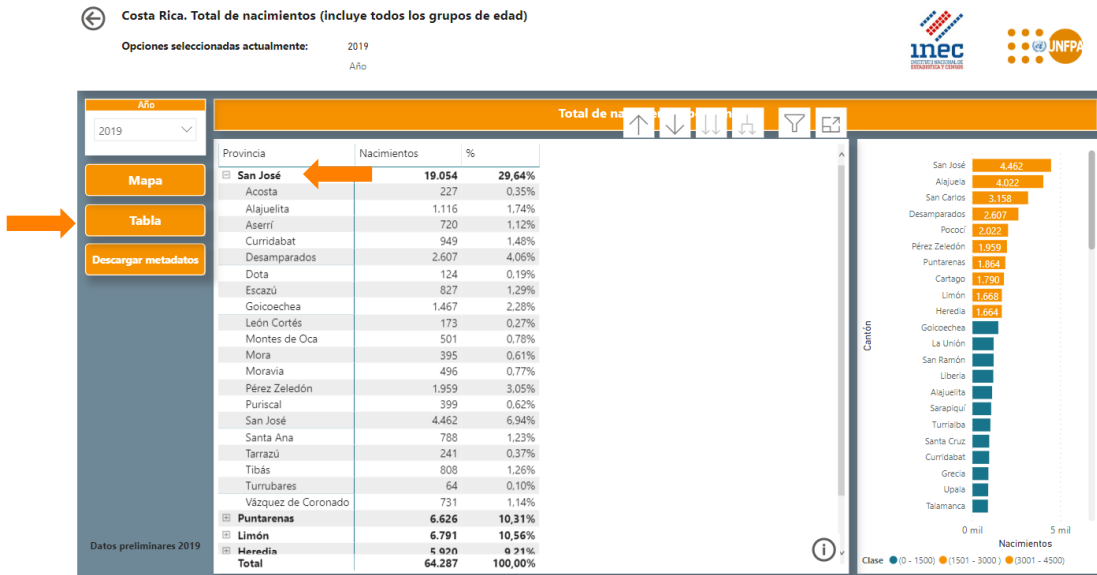 Costa Rica. Total de nacimientos (incluye todos los grupos de edad)
Opciones seleccionadas actualmente: 2019
Año
inec
INSTITUTO NACIONAL DE
ESTADÍSTICA Y CENSOS
UNFPA
Año
2019
Mapa
Tabla
Descargar metadatos
Datos preliminares 2019
Total de na
Provincia Nacimientos %
San José 19.054 29,64%
Acosta 227 0,35%
Alajuelita 1.116 1,74%
Aserrí 720 1,12%
Curridabat 949 1,48%
Desamparados 2.607 4,06%
Dota 124 0,19%
Escazú 827 1,29%
Goicoechea 1.467 2,28%
León Cortés 173 0,27%
Montes de Oca 501 0,78%
Mora 395 0,61%
Moravia 496 0,77%
Pérez Zeledón 1.959 3,05%
Puriscal 399 0,62%
San José 4.462 6,94%
Santa Ana 788 1,23%
Tarrazú 241 0,37%
Tibás 808 1,26%
Turrubares 64 0,10%
Vázquez de Coronado 731 1,14%
Puntarenas 6.626 10,31%
Limón 6.791 10,56%
Heredia 5.920 9,21%
Total 64.287 100,00%
Cantón
San José 4.462
Alajuela 4.022
San Carlos 3.158
Desamparados 2.607
Pococí 2.022
Pérez Zeledón 1.959
Puntarenas 1.864
Cartago 1.790
Limón 1.668
Heredia 1.664
Goicoechea
La Unión
San Ramón
Liberia
Alajuelita
Sarapiquí
Turrialba
Santa Cruz
Curridabat
Grecia
Upala
Talamanca
0 mil 5 mil
Nacimientos
Clase (0 - 1500) (1501 - 3000 ) (3001 - 4500)